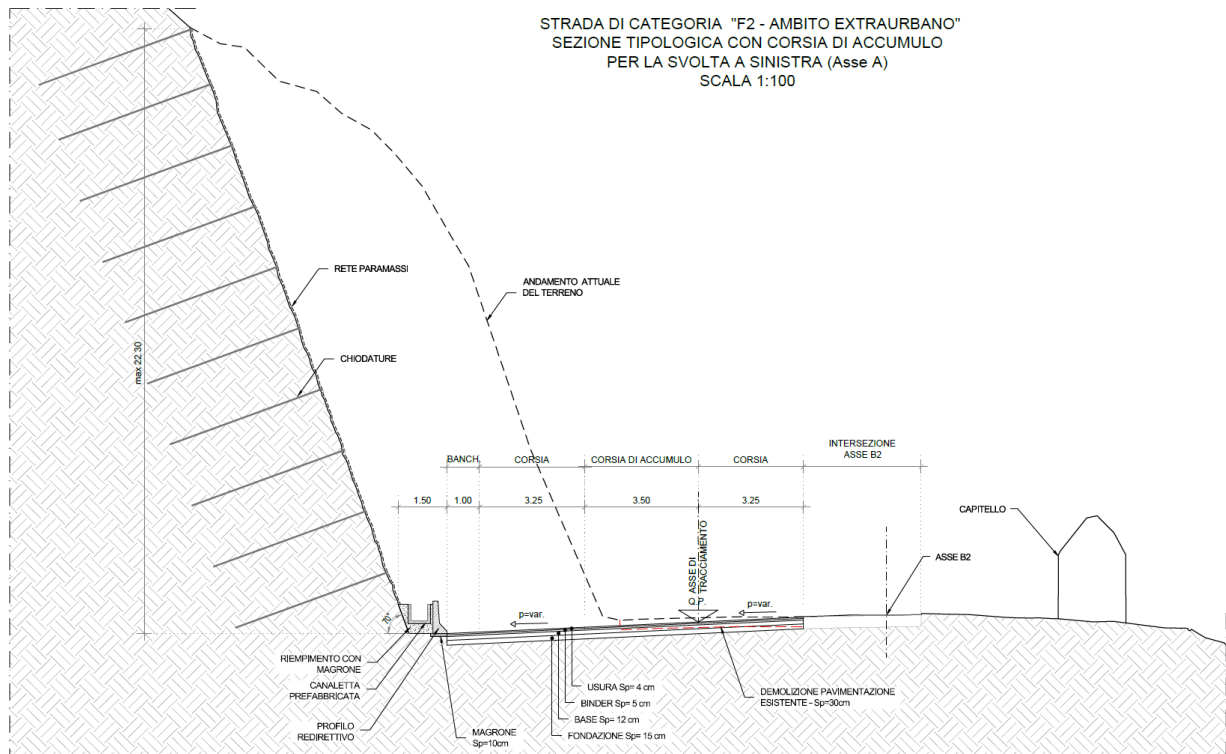 STRADA DI CATEGORIA "F2 - AMBITO EXTRAURBANO"
SEZIONE TIPOLOGICA CON CORSIA DI ACCUMULO
PER LA SVOLTA A SINISTRA (Asse A)
SCALA 1:100
RETE PARAMASSI
ANDAMENTO ATTUALE
DEL TERRENO
CHIODATURE
max 22.30
INTERSEZIONE
ASSE B2
BANCH.
CORSIA
CORSIA DI ACCUMULO
CORSIA
1.50
1.00
3.25
3.50
3.25
CAPITELLO
ASSE DI
TRACCIAMENTO
Q.
P.
ASSE B2
p=var.
p=var.
70°
RIEMPIMENTO CON
MAGRONE
CANALETTA
PREFABBRICATA
PROFILO
REDIRETTIVO
MAGRONE
Sp=10cm
USURA Sp= 4 cm
BINDER Sp= 5 cm
BASE Sp= 12 cm
FONDAZIONE Sp= 15 cm
DEMOLIZIONE PAVIMENTAZIONE
ESISTENTE - Sp=30cm